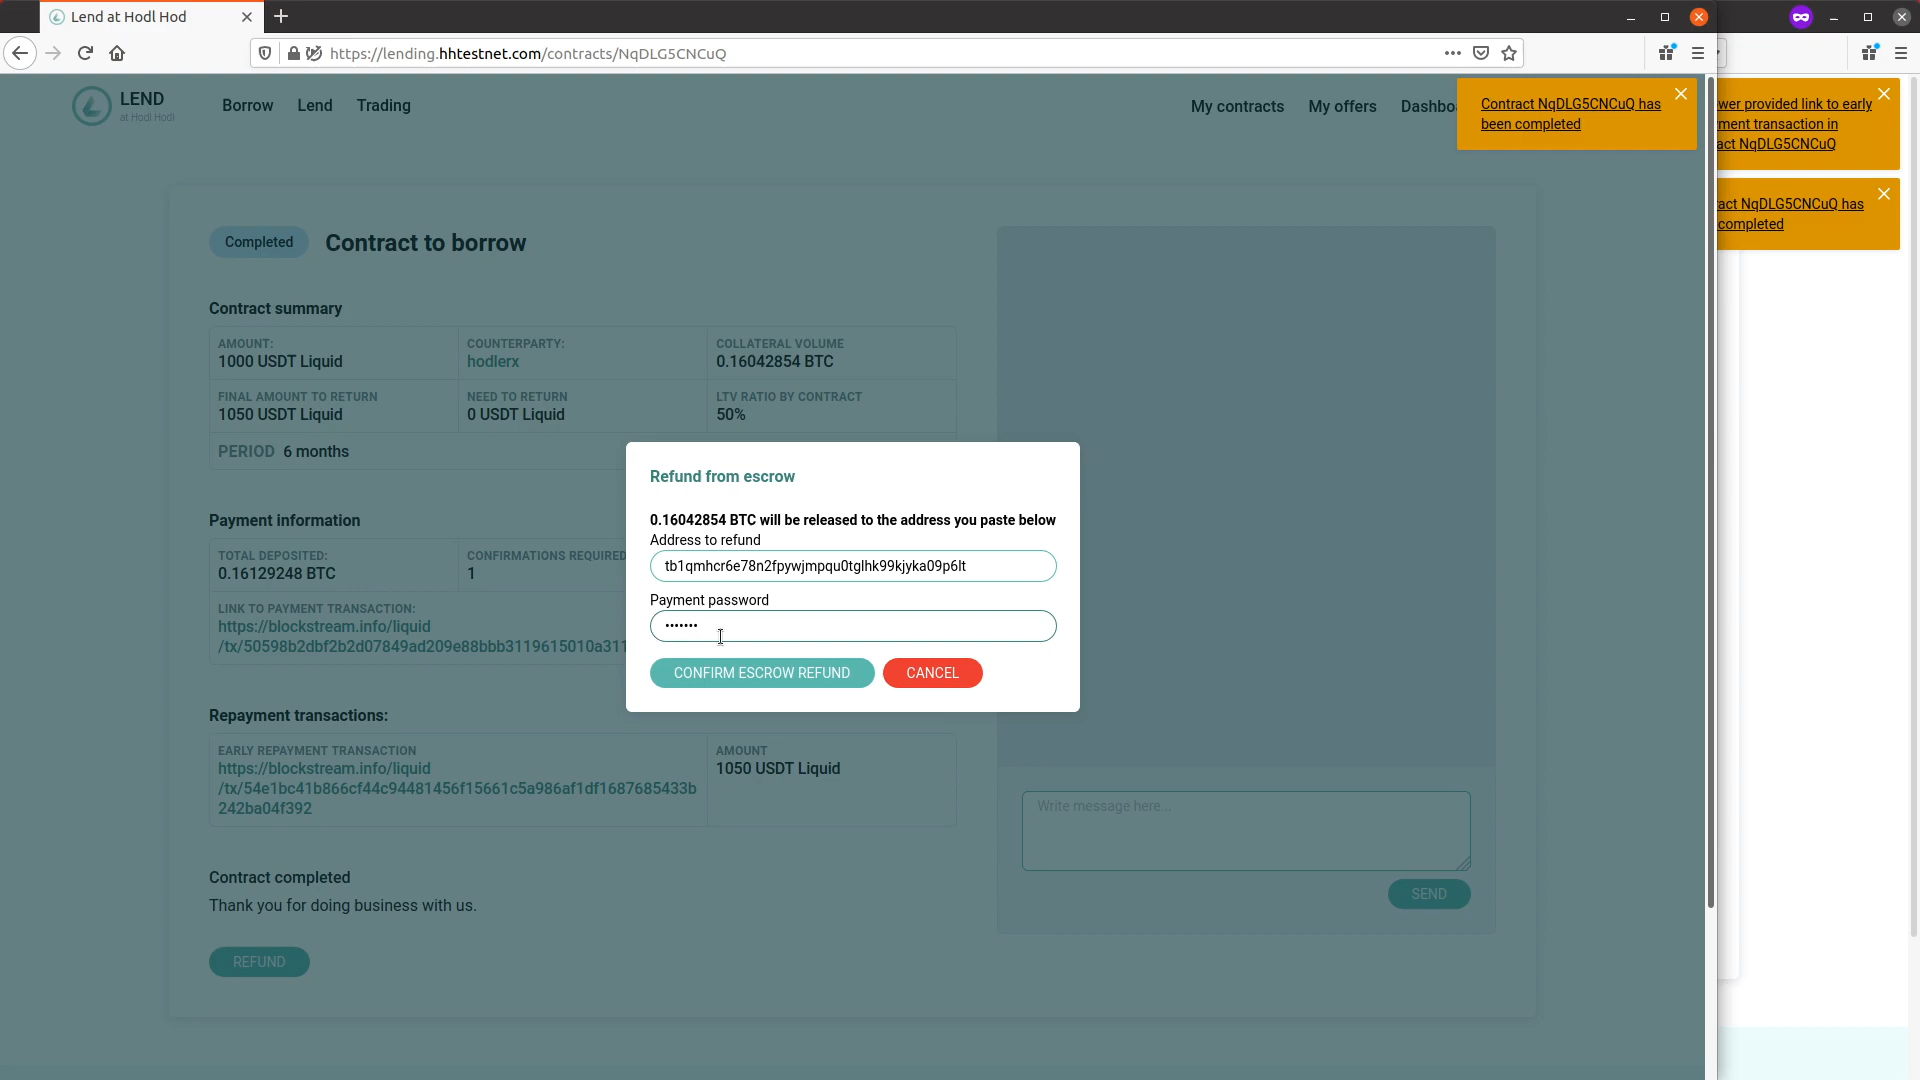 Lend at Hodl Hod
https://lending.hhtestnet.com/contracts/NqDLG5CNCuQ
LEND
at Hodl Hodl
Borrow
Lend
Trading
My contracts
My offers
Contract NqDLG5CNCuQ has
been completed
provided link to early
transaction in
NqDLG5CNCuQ
NqDLG5CNCuQ has
completed
Completed
Contract to borrow
Contract summary
AMOUNT:
1000 USDT Liquid
COUNTERPARTY:
hodlerx
COLLATERAL VOLUME
0.16042854 BTC
FINAL AMOUNT TO RETURN
1050 USDT Liquid
NEED TO RETURN
0 USDT Liquid
LTV RATIO BY CONTRACT
50%
PERIOD 6 months
Payment information
TOTAL DEPOSITED:
0.16129248 BTC
CONFIRMATIONS REQUIRED
1
LINK TO PAYMENT TRANSACTION:
https://blockstream.info/liquid
/tx/50598b2dbf2b2d07849ad209e88bbb3119615010a311
Refund from escrow
0.16042854 BTC will be released to the address you paste below
Address to refund
tb1qmhcr6e78n2fpywjmpqu0tglhk99kjyka09p6lt
Payment password
•••••••
CONFIRM ESCROW REFUND
CANCEL
Repayment transactions:
EARLY REPAYMENT TRANSACTION
https://blockstream.info/liquid
/tx/54e1bc41b866cf44c94481456f15661c5a986af1df1687685433b
242ba04f392
AMOUNT
1050 USDT Liquid
Contract completed
Thank you for doing business with us.
REFUND
Write message here...
SEND